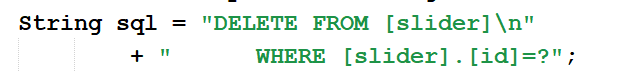 String sql = "DELETE FROM [slider]\n"
+ "      WHERE [slider].[id]=?";